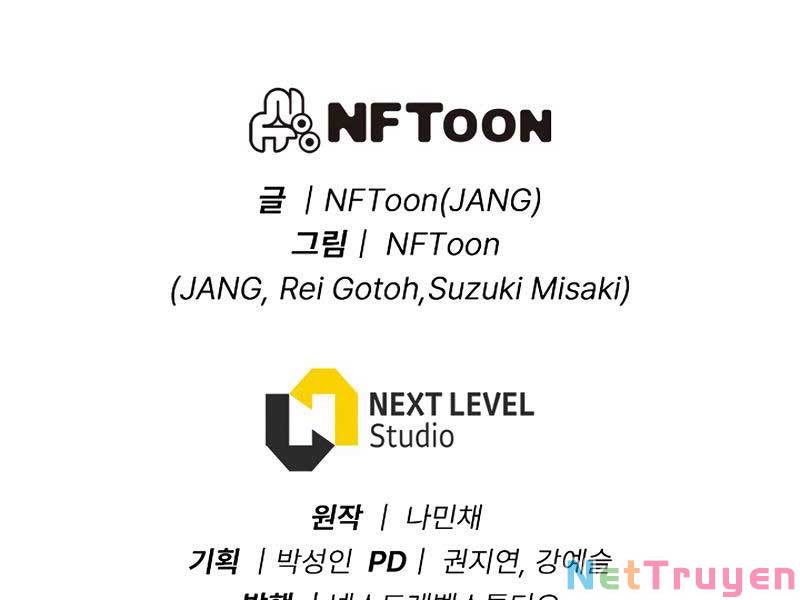 NFToon
글 | NFToon(JANG)
그림 | NFToon
(JANG, Rei Gotoh,Suzuki Misaki)
NEXT LEVEL
Studio
원작 | 나민채
기획 | 박성인 PD | 권지연, 강예슬
NetTruyen